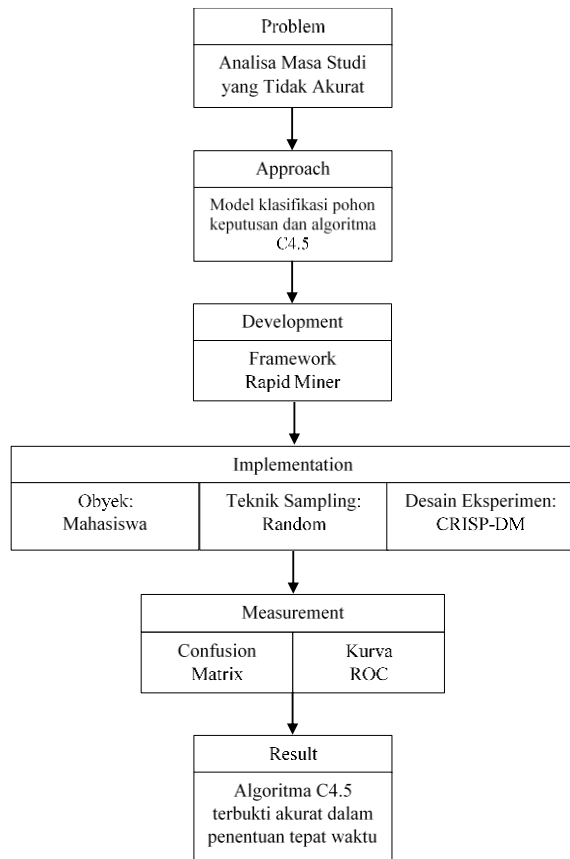 Problem
Analisa Masa Studi
yang Tidak Akurat
Approach
Model klasifikasi pohon
keputusan dan algoritma
C4.5
Development
Framework
Rapid Miner
Implementation
Obyek:
Mahasiswa
Teknik Sampling:
Random
Desain Eksperimen:
CRISP-DM
Measurement
Confusion
Matrix
Kurva
ROC
Result
Algoritma C4.5
terbukti akurat dalam
penentuan tepat waktu